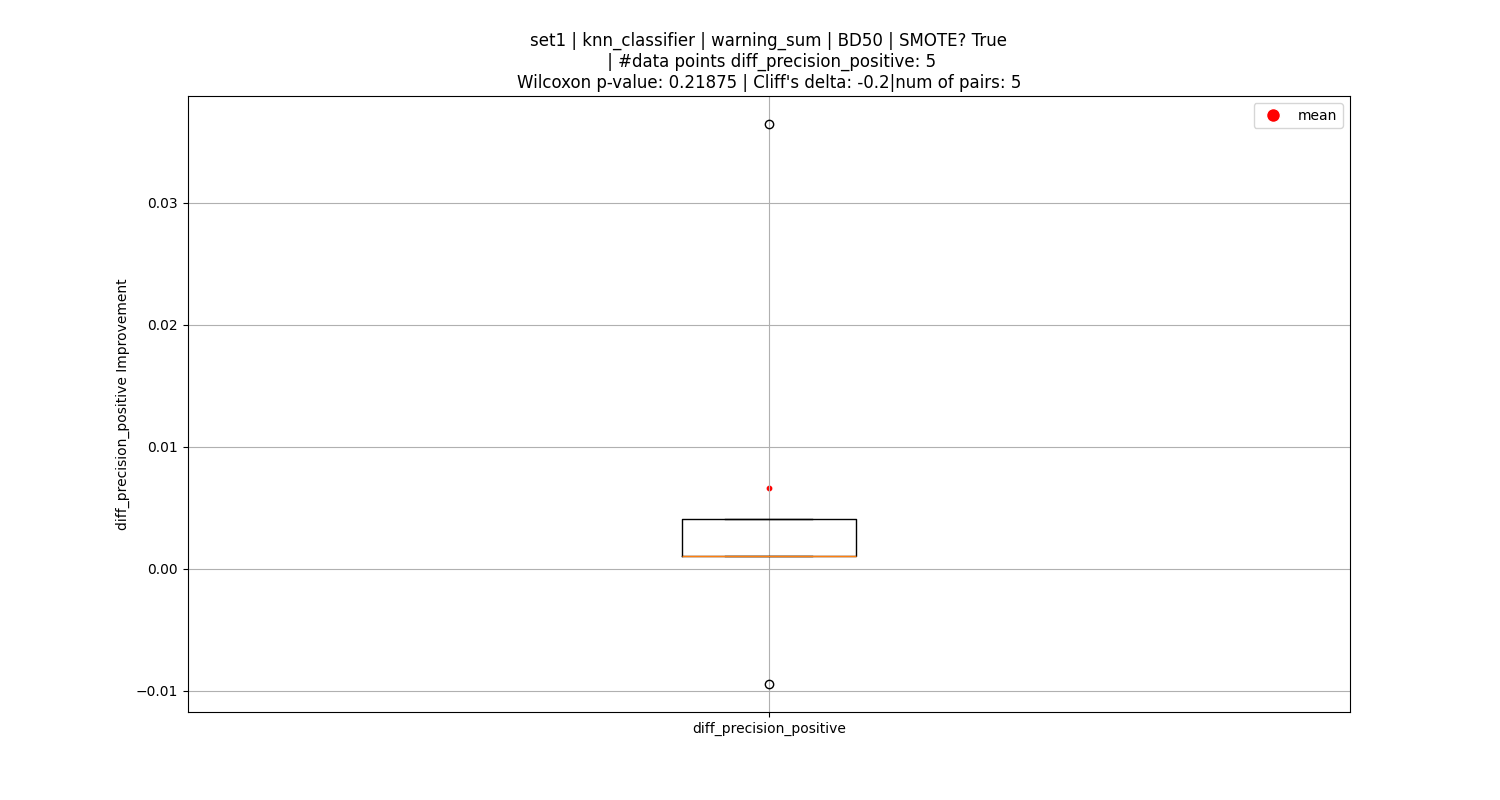 set1 | knn_classifier | warning_sum | BD50 | SMOTE? True
| #data points diff_precision_positive: 5
Wilcoxon p-value: 0.21875 | Cliff's delta: -0.2|num of pairs: 5
mean
0.03
0.02
0.01
0.00
−0.01
diff_precision_positive Improvement
diff_precision_positive